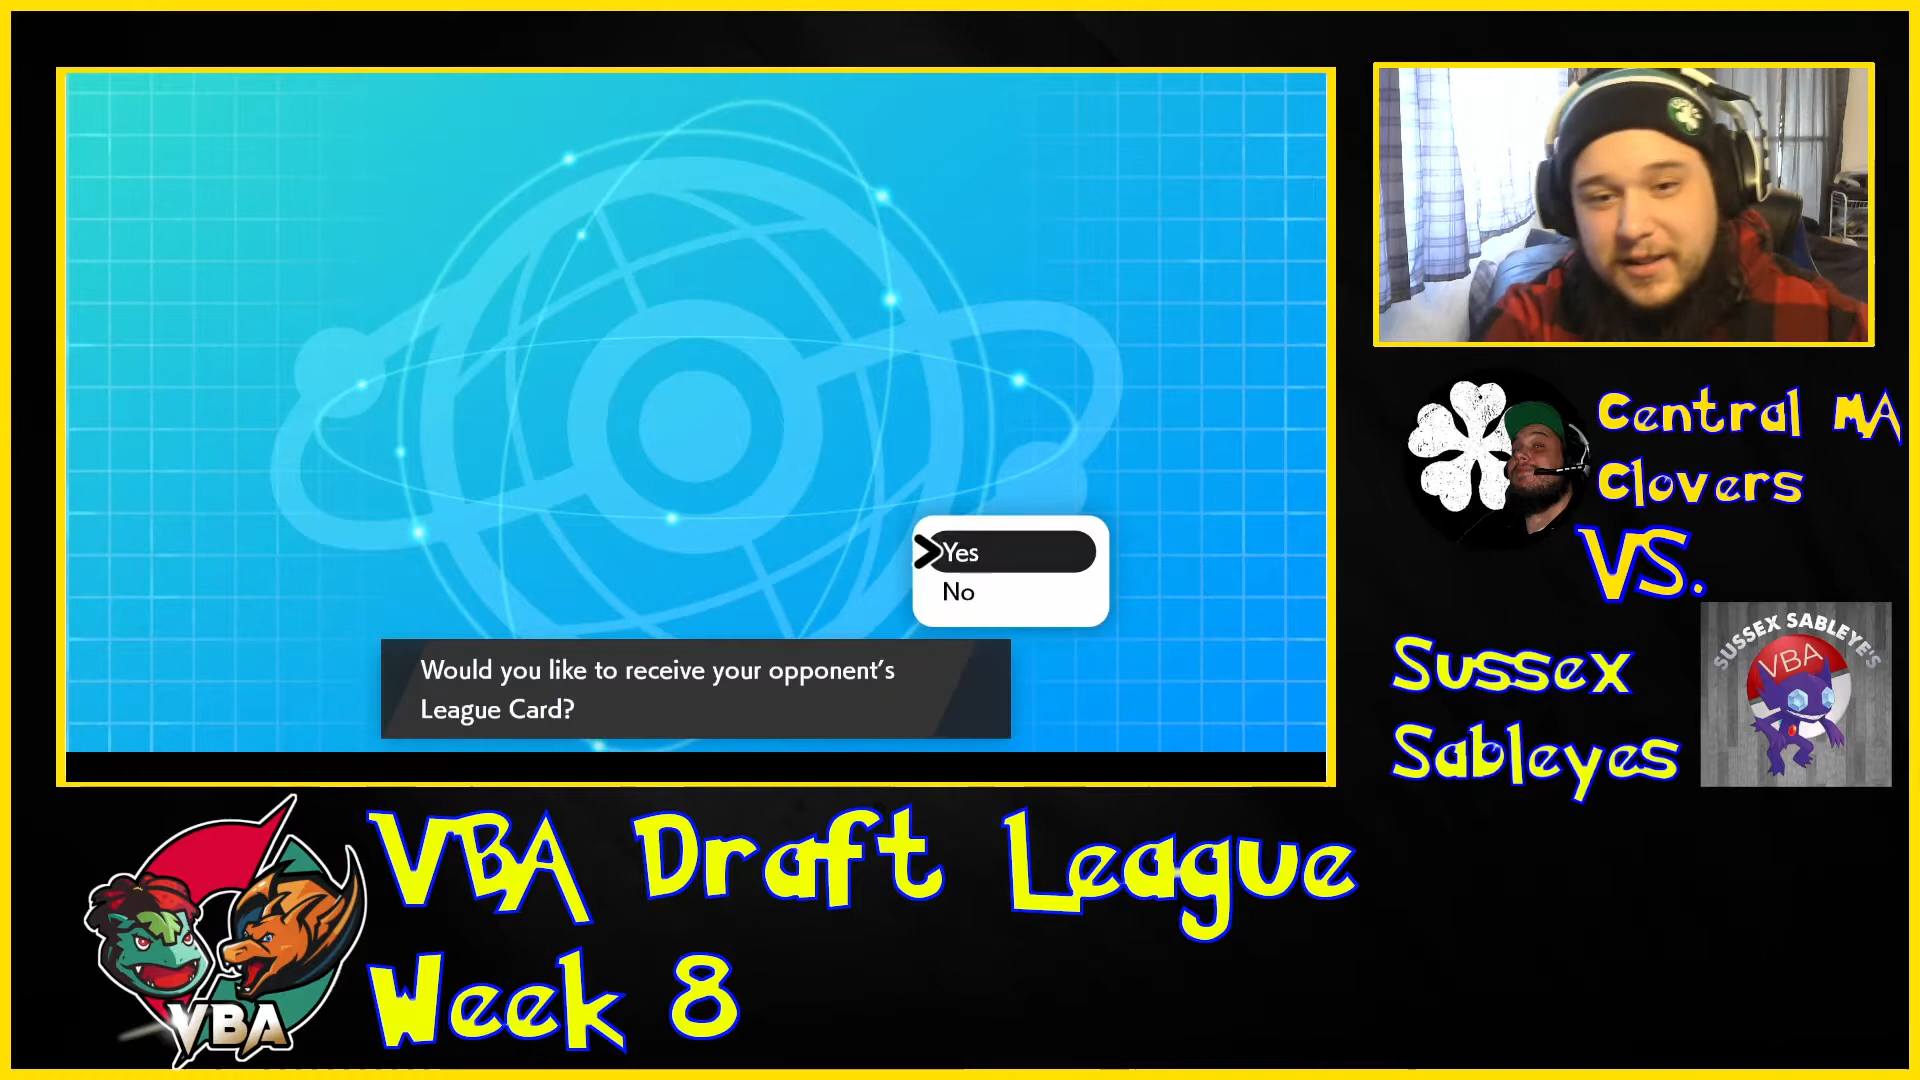 Yes
No
Would you like to receive your opponent's
League Card?
Central MA
Clovers
VS.
SUSSEX SABLEYE'S
VBA
Sussex
Sableyes
VBA Draft League
Week 8
VBA